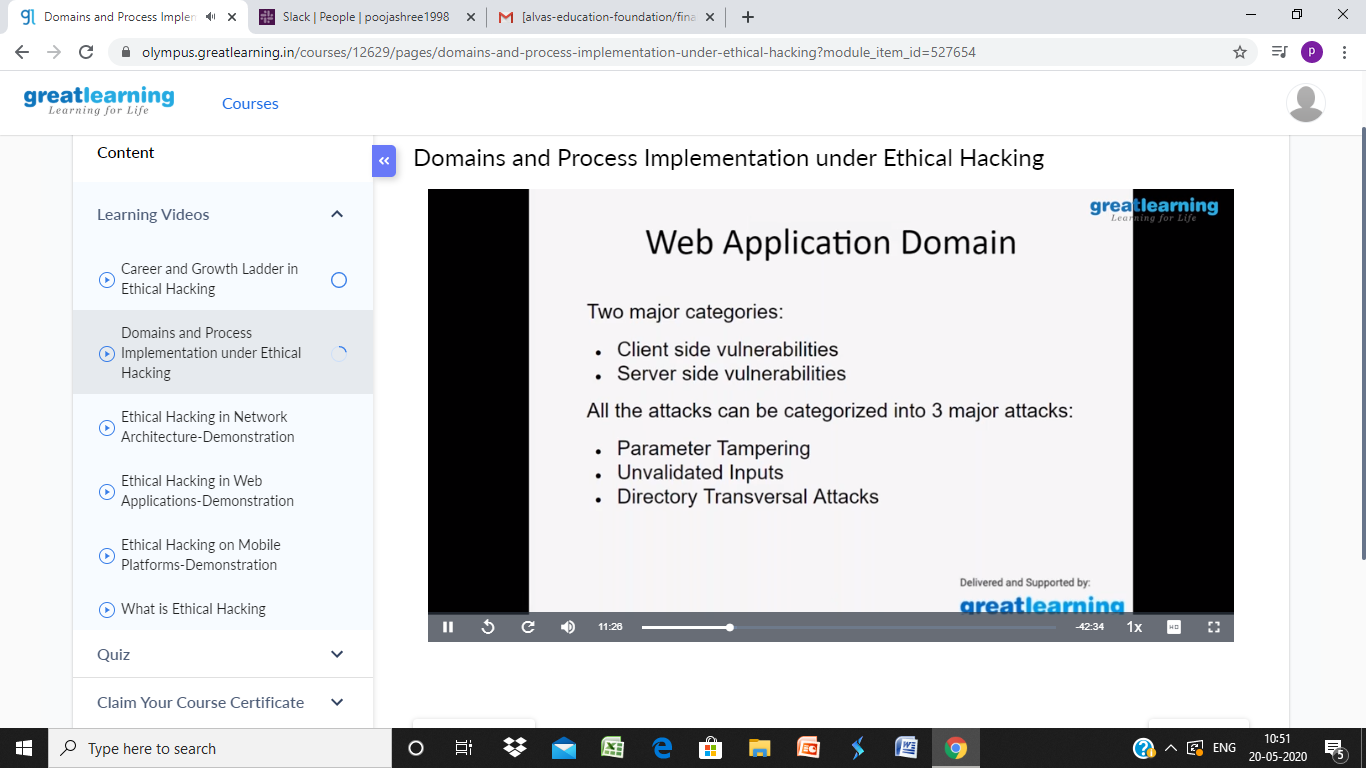 Domains and Process Implen
Slack | People | poojashree1998
[alvas-education-foundation/fina
olympus.greatlearning.in/courses/12629/pages/domains-and-process-implementation-under-ethical-hacking?module_item_id=527654
P
greatlearning
Learning for Life
Courses
Content
Learning Videos
Career and Growth Ladder in
Ethical Hacking
Domains and Process
Implementation under Ethical
Hacking
Ethical Hacking in Network
Architecture-Demonstration
Ethical Hacking in Web
Applications-Demonstration
Ethical Hacking on Mobile
Platforms-Demonstration
What is Ethical Hacking
Quiz
Claim Your Course Certificate
Domains and Process Implementation under Ethical Hacking
greatlearning
Learning for Life
Web Application Domain
Two major categories:
• Client side vulnerabilities
• Server side vulnerabilities
All the attacks can be categorized into 3 major attacks:
• Parameter Tampering
• Unvalidated Inputs
• Directory Transversal Attacks
Delivered and Supported by:
greatlearning
11:26
-42:34
1x
HD
Type here to search
ENG
10:51
20-05-2020
5